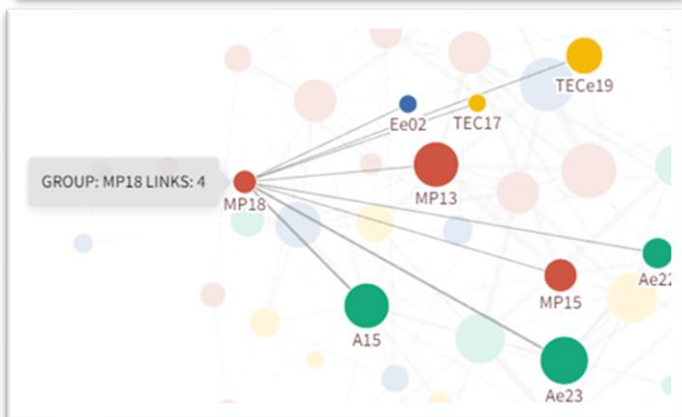 TECe19
Ee02
TEC17
GROUP: MP18 LINKS: 4
MP18
MP13
Ae22
MP15
A15
Ae23